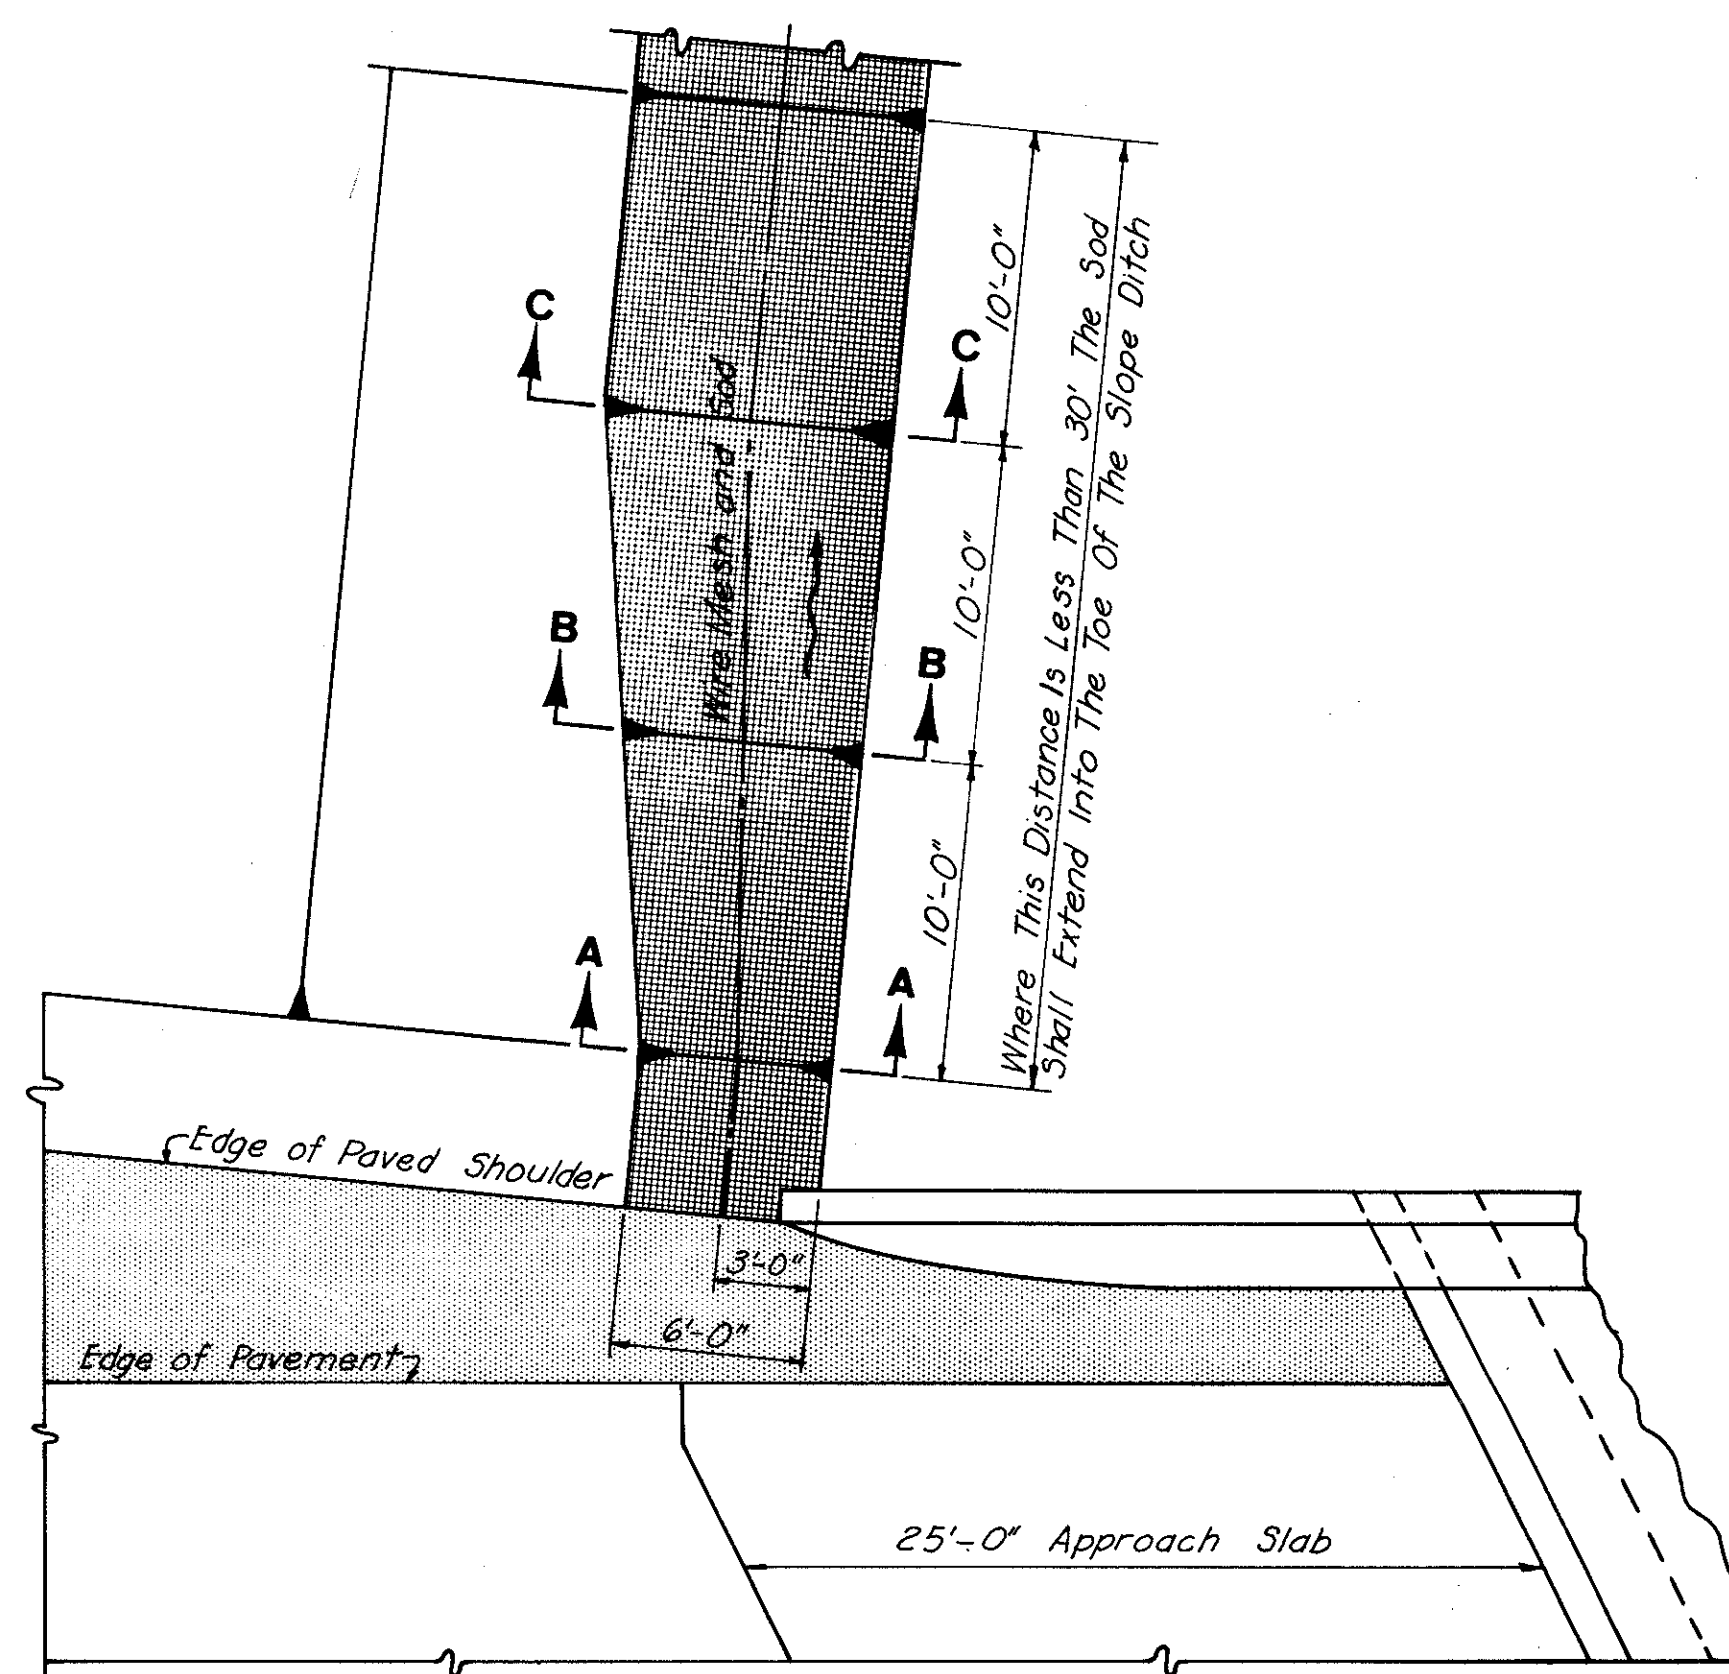 C
C
10'-0"
Where This Distance Is Less Than 30' The Sod
Shall Extend Into The Toe Of The Slope Ditch
Wire Mesh and Sod
10'-0"
B
B
10'-0"
A
A
Edge of Paved Shoulder
3'-0"
6'-0"
Edge of Pavement
25'-0" Approach Slab